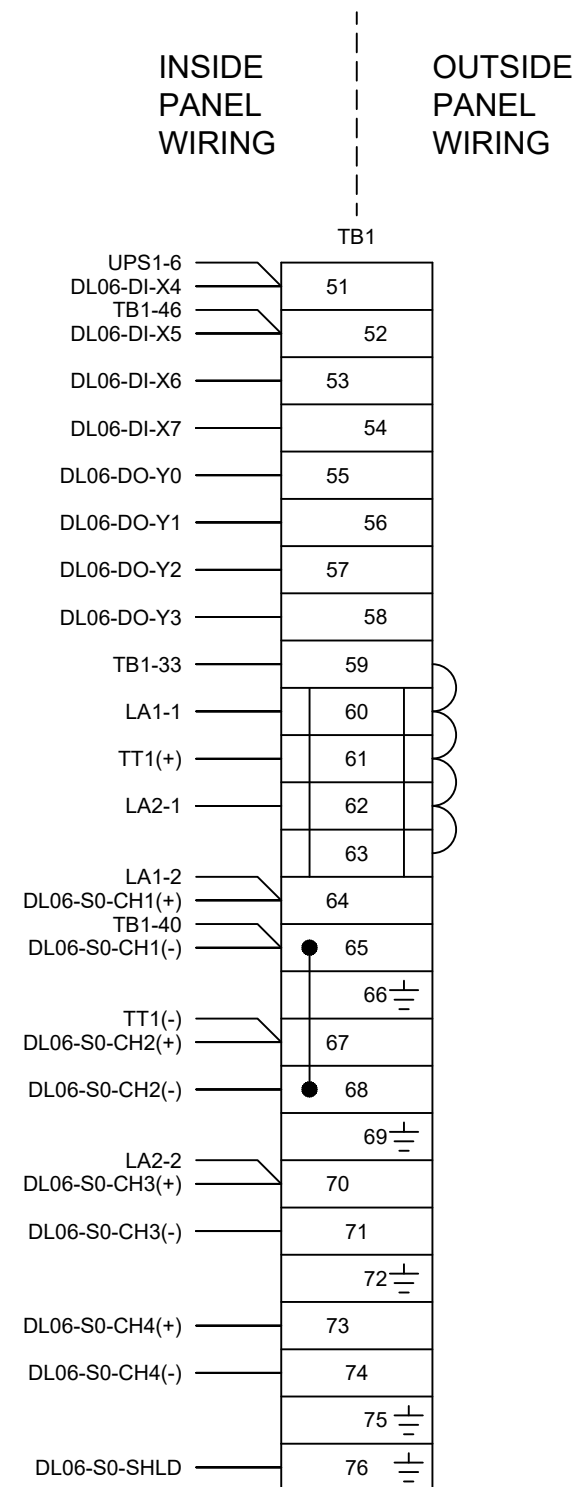 INSIDE
PANEL
WIRING
OUTSIDE
PANEL
WIRING
TB1
UPS1-6
DL06-DI-X4 51
TB1-46
DL06-DI-X5 52
DL06-DI-X6 53
DL06-DI-X7 54
DL06-DO-Y0 55
DL06-DO-Y1 56
DL06-DO-Y2 57
DL06-DO-Y3 58
TB1-33 59
LA1-1 60
TT1(+) 61
LA2-1 62
63
LA1-2
DL06-S0-CH1(+) 64
TB1-40
DL06-S0-CH1(-) 65
66
TT1(-)
DL06-S0-CH2(+) 67
DL06-S0-CH2(-) 68
69
LA2-2
DL06-S0-CH3(+) 70
DL06-S0-CH3(-) 71
72
DL06-S0-CH4(+) 73
DL06-S0-CH4(-) 74
75
DL06-S0-SHLD 76